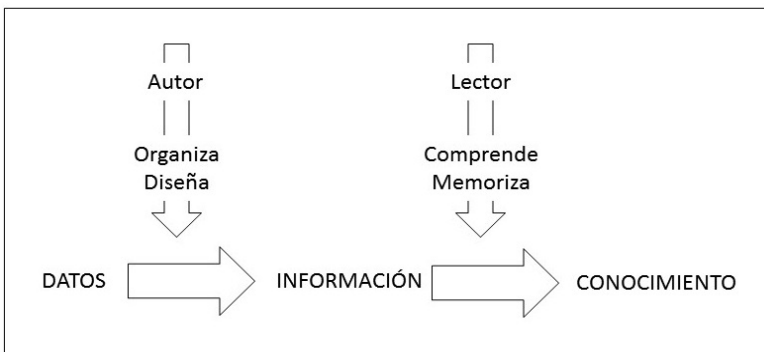 Autor
Lector
Organiza
Diseña
Comprende
Memoriza
DATOS
INFORMACIÓN
CONOCIMIENTO